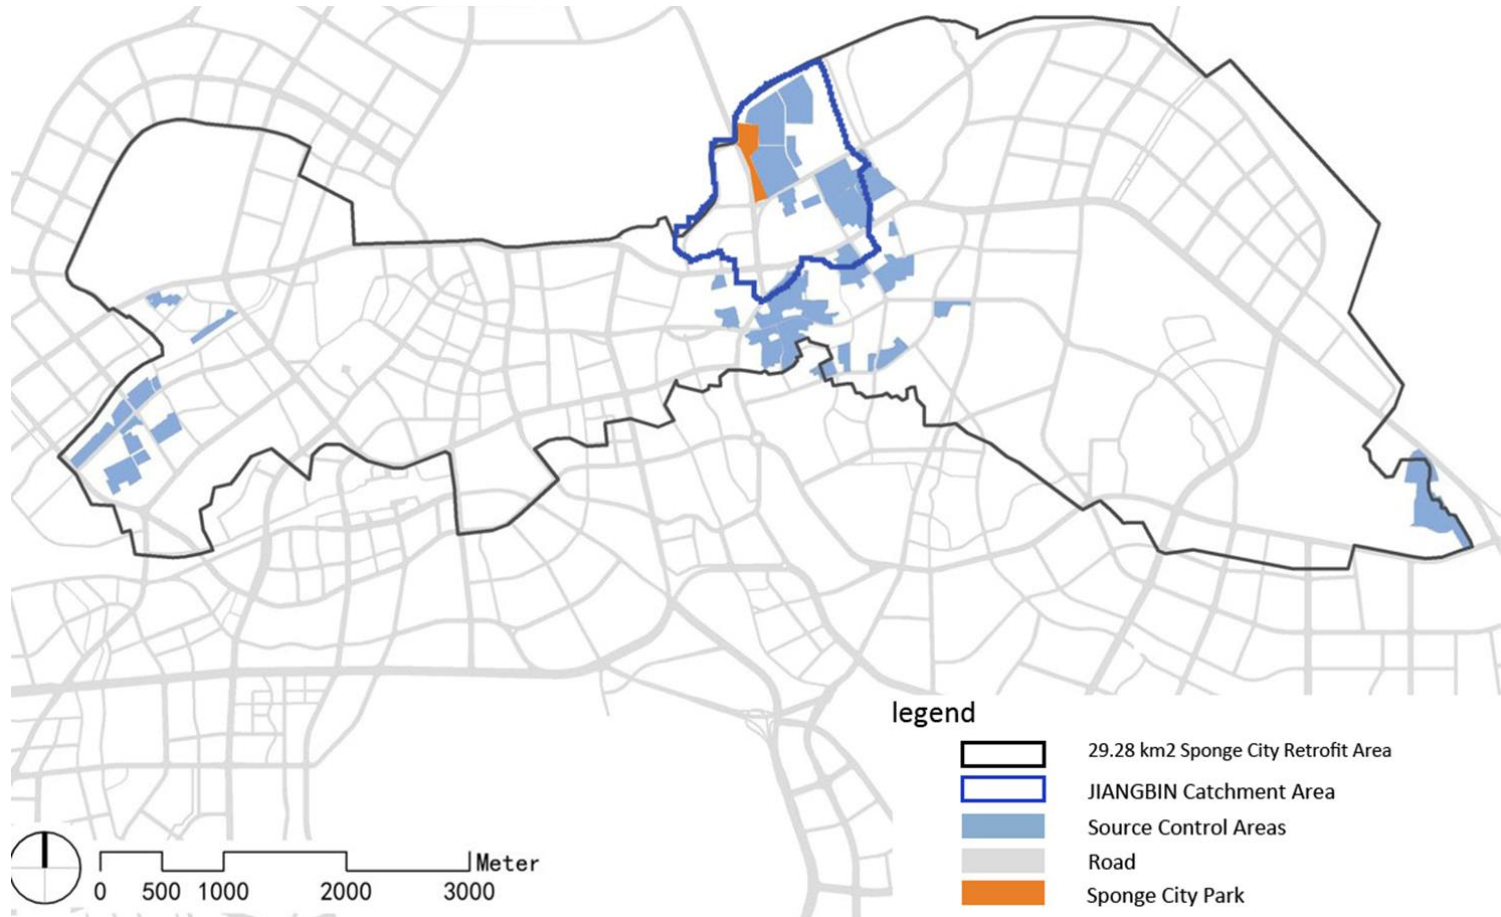 legend
29.28 km2 Sponge City Retrofit Area
JIANGBIN Catchment Area
Source Control Areas
Road
Sponge City Park
Meter
0 500 1000 2000 3000